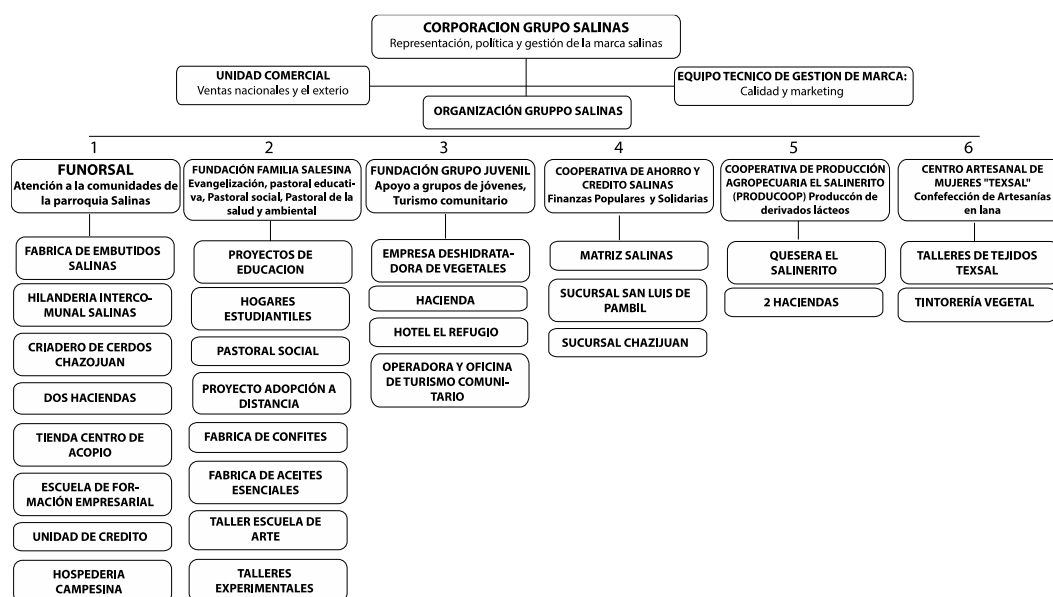 CORPORACION GRUPO SALINAS
Representación, política y gestión de la marca salinas
UNIDAD COMERCIAL
Ventas nacionales y el exterior
EQUIPO TECNICO DE GESTION DE MARCA:
Calidad y marketing
ORGANIZACIÓN GRUPPO SALINAS
1
FUNORSAL
Atención a la comunidades de
la parroquia Salinas
FABRICA DE EMBUTIDOS
SALINAS
HILANDERIA INTERCO-
MUNAL SALINAS
CRIADERO DE CERDOS
CHAZOJUAN
DOS HACIENDAS
TIENDA CENTRO DE
ACOPIO
ESCUELA DE FOR-
MACIÓN EMPRESARIAL
UNIDAD DE CREDITO
HOSPEDERIA
CAMPESINA
2
FUNDACIÓN FAMILIA SALESINA
Evangelización, pastoral educati-
va, Pastoral social, Pastoral de la
salud y ambiental
PROYECTOS DE
EDUCACION
HOGARES
ESTUDIANTILES
PASTORAL SOCIAL
PROYECTO ADOPCIÓN A
DISTANCIA
FABRICA DE CONFITES
FABRICA DE ACEITES
ESENCIALES
TALLER ESCUELA DE
ARTE
TALLERES
EXPERIMENTALES
3
FUNDACIÓN GRUPO JUVENIL
Apoyo a grupos de jóvenes,
Turismo comunitario
EMPRESA DESHIDRATA-
DORA DE VEGETALES
HACIENDA
HOTEL EL REFUGIO
OPERADORA Y OFICINA
DE TURISMO COMUNI-
TARIO
4
COOPERATIVA DE AHORRO Y
CREDITO SALINAS
Finanzas Populares y Solidarias
MATRIZ SALINAS
SUCURSAL SAN LUIS DE
PAMBIL
SUCURSAL CHAZIJUAN
5
COOPERATIVA DE PRODUCCIÓN
AGROPECUARIA EL SALINERITO
(PRODUCOOP) Produccón de
derivados lácteos
QUESERA EL
SALINERITO
2 HACIENDAS
6
CENTRO ARTESANAL DE
MUJERES "TEXSAL"
Confefección de Artesanías
en lana
TALLERES DE TEJIDOS
TEXSAL
TINTORERÍA VEGETAL